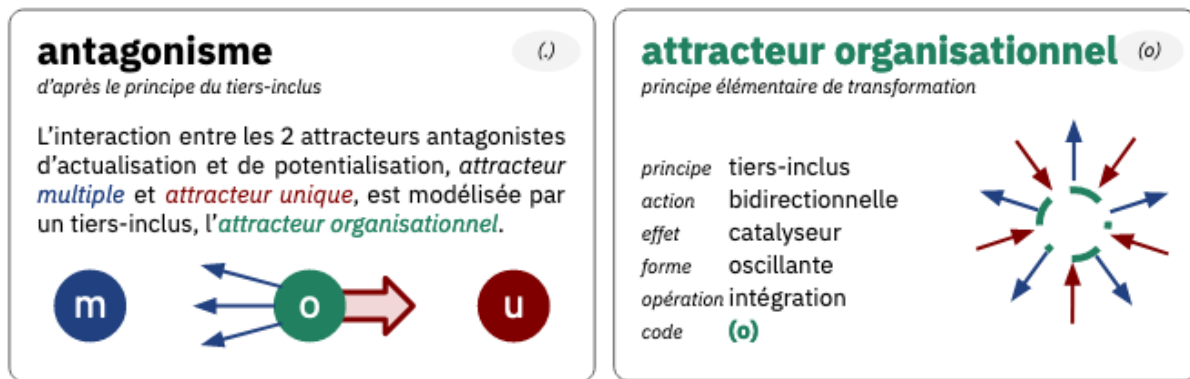 antagonisme
(.)
d'après le principe du tiers-inclus
L'interaction entre les 2 attracteurs antagonistes
d'actualisation et de potentialisation, attracteur
multiple et attracteur unique, est modélisée par
un tiers-inclus, l'attracteur organisationnel.
m
o
u
attracteur organisationnel
(o)
principe élémentaire de transformation
principe tiers-inclus
action bidirectionnelle
effet catalyseur
forme oscillante
opération intégration
code (o)